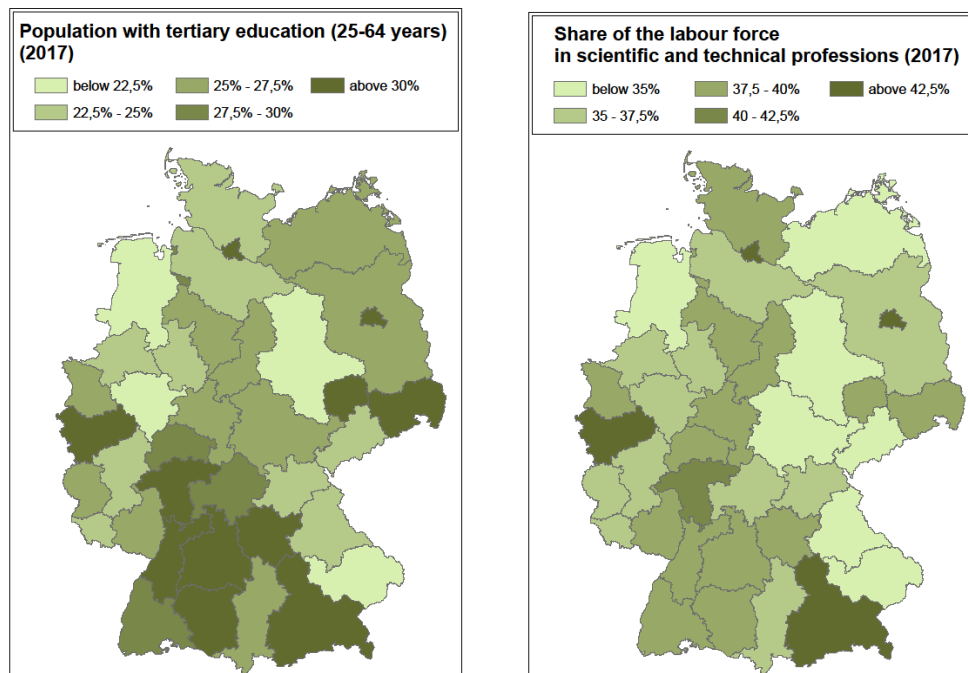 Population with tertiary education (25-64 years)
(2017)
below 22,5%
25% - 27,5%
above 30%
22,5% - 25%
27,5% - 30%
Share of the labour force
in scientific and technical professions (2017)
below 35%
37,5 - 40%
above 42,5%
35 - 37,5%
40 - 42,5%